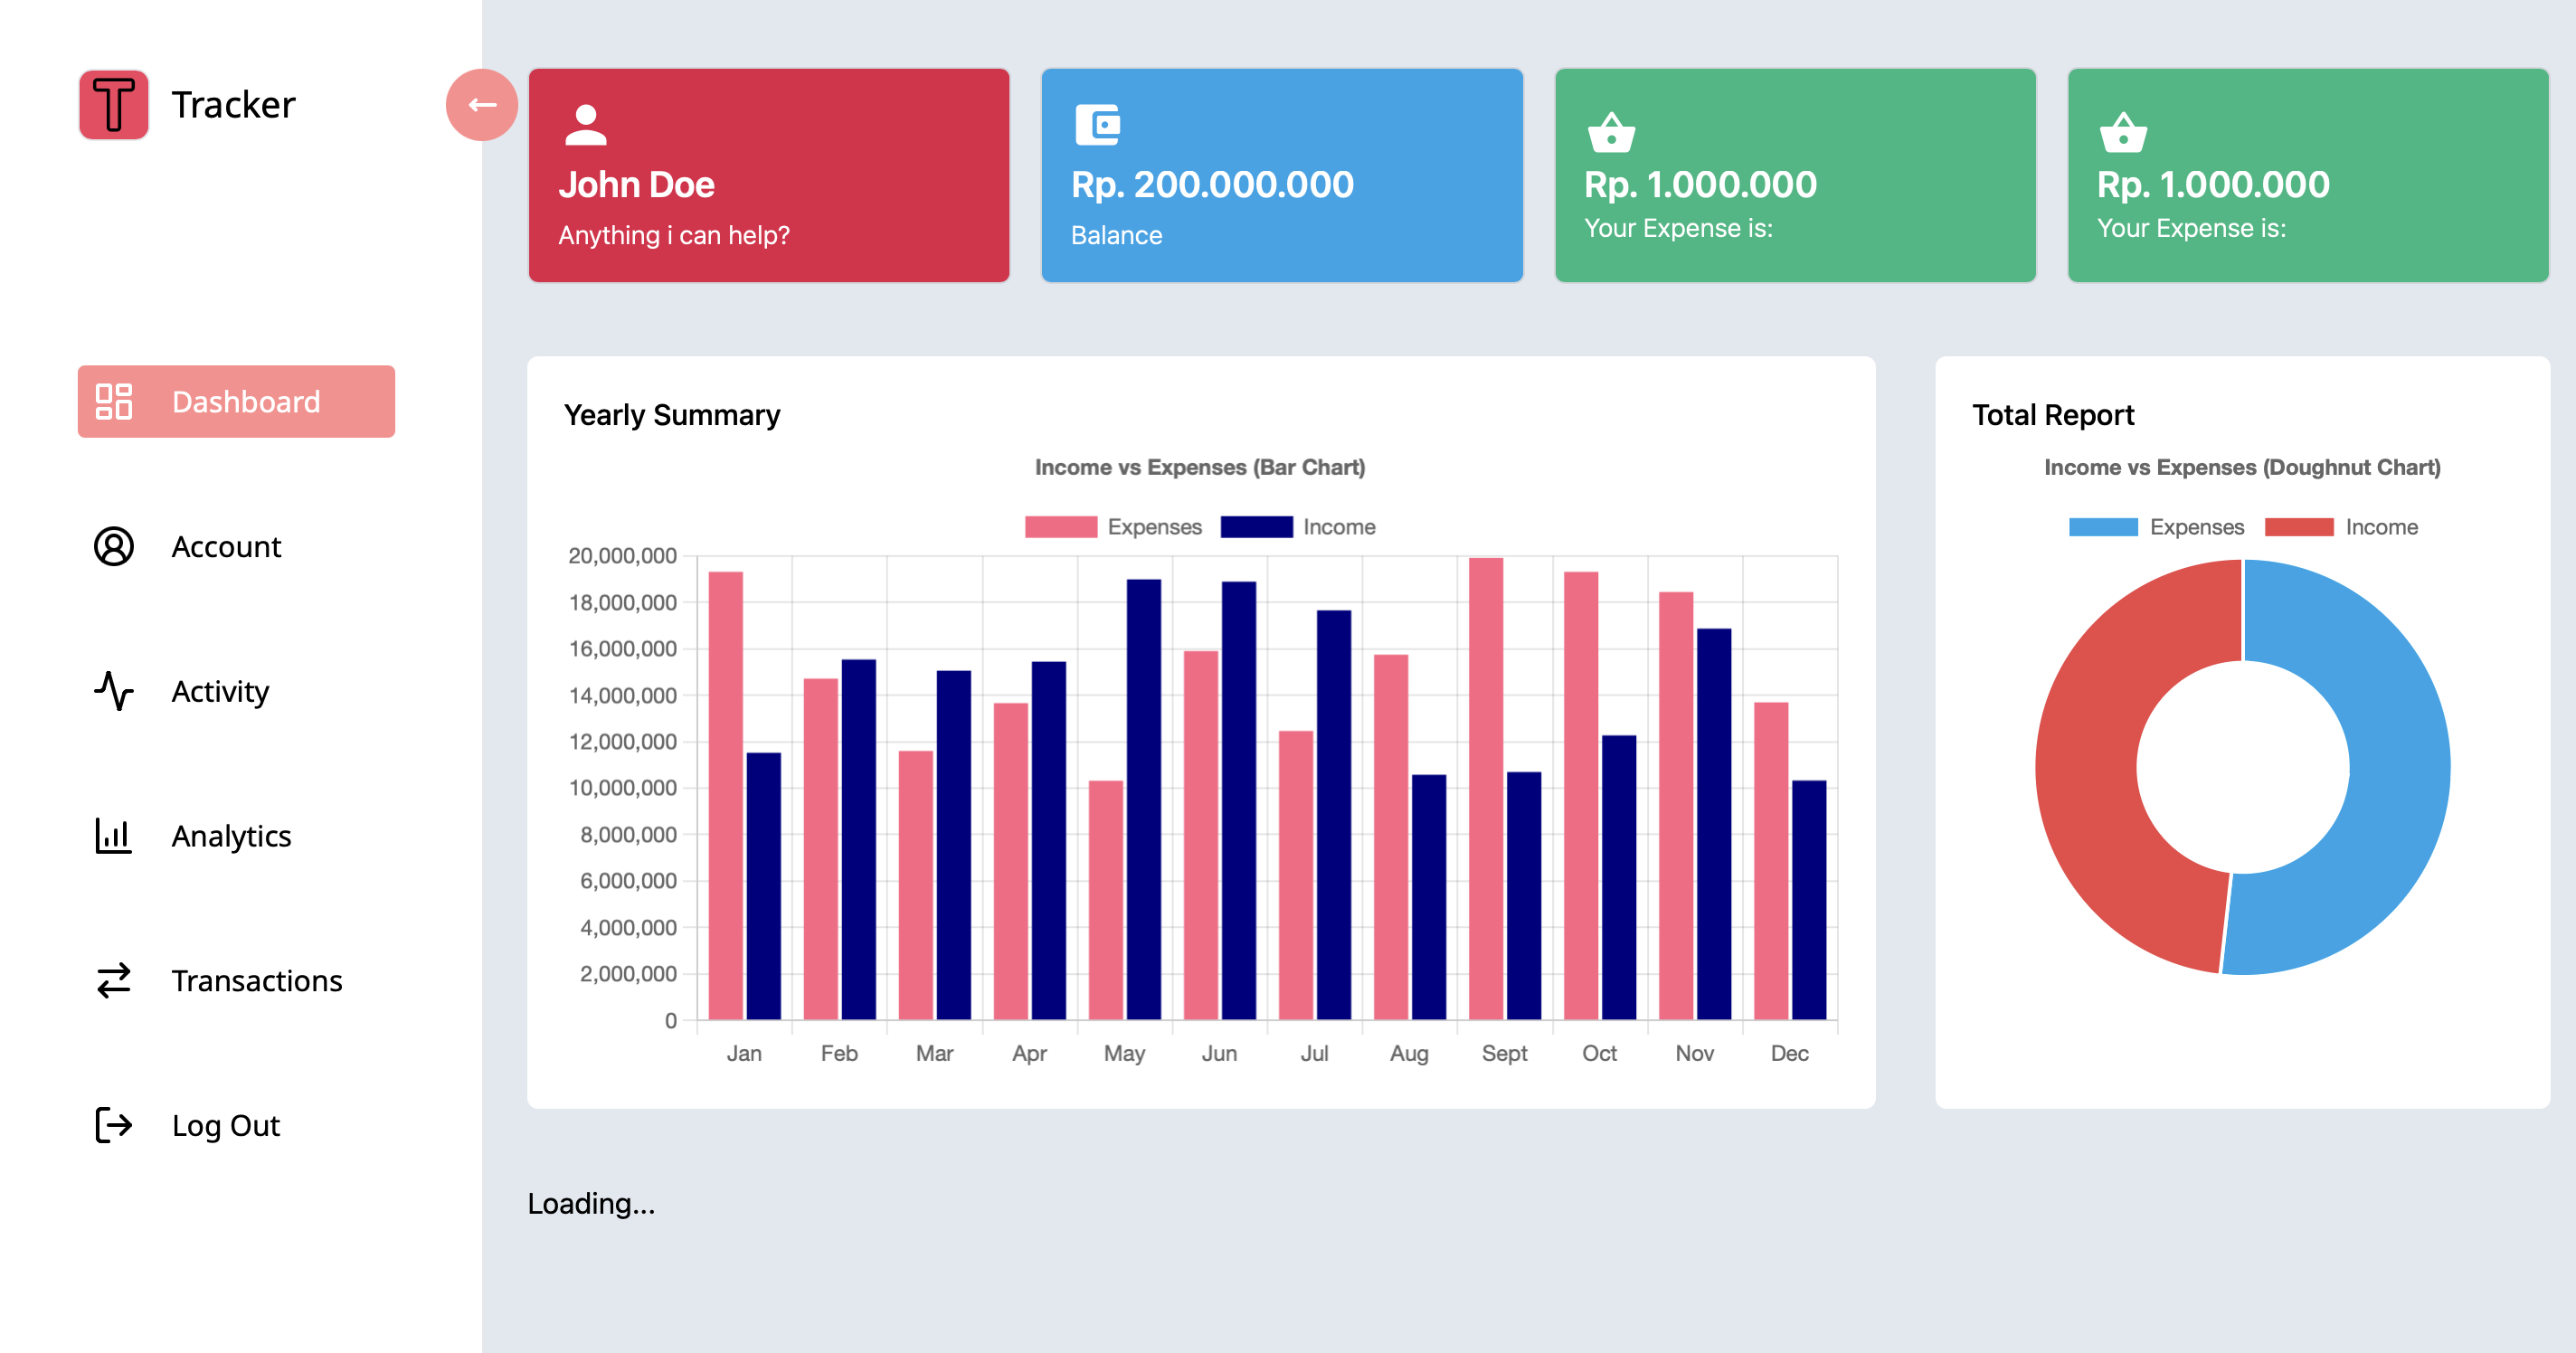 T
Tracker
Dashboard
Account
Activity
Analytics
Transactions
Log Out
John Doe
Anything i can help?
Rp. 200.000.000
Balance
Rp. 1.000.000
Your Expense is:
Rp. 1.000.000
Your Expense is:
Yearly Summary
Income vs Expenses (Bar Chart)
Expenses Income
20,000,000
18,000,000
16,000,000
14,000,000
12,000,000
10,000,000
8,000,000
6,000,000
4,000,000
2,000,000
0
Jan Feb Mar Apr May Jun Jul Aug Sept Oct Nov Dec
Total Report
Income vs Expenses (Doughnut Chart)
Expenses Income
Loading...